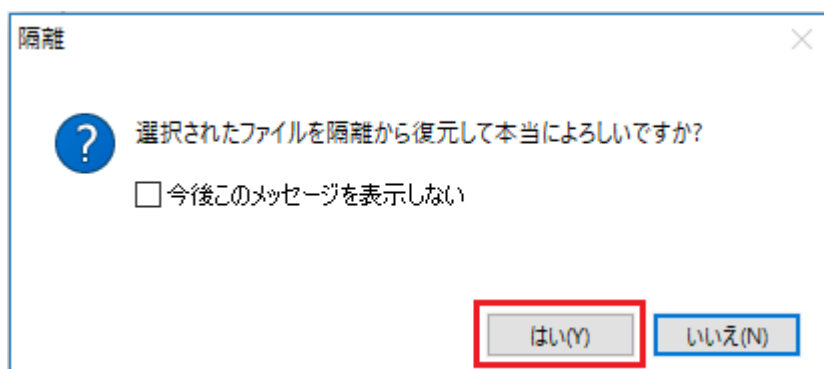 隔離
選択されたファイルを隔離から復元して本当によろしいですか?
今後このメッセージを表示しない
はい(Y)
いいえ(N)